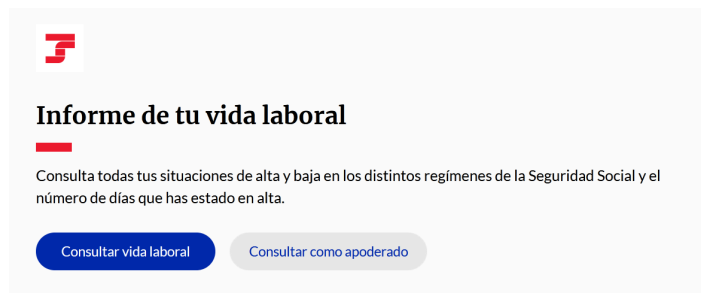 Informe de tu vida laboral
Consulta todas tus situaciones de alta y baja en los distintos regímenes de la Seguridad Social y el
número de días que has estado en alta.
Consultar vida laboral
Consultar como apoderado